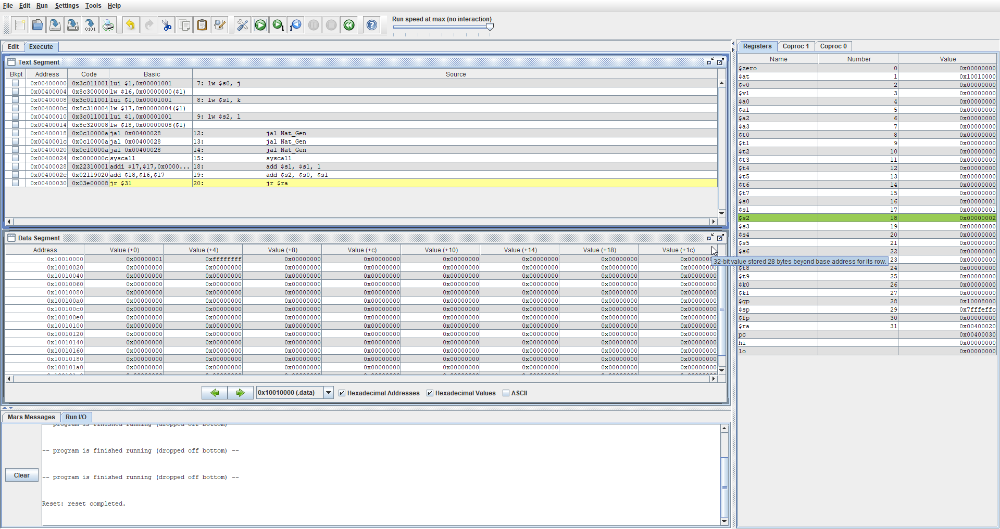 File Edit Run Settings Tools Help
Run speed at max (no interaction)
Edit Execute
Text Segment
Bkpt Address Code Basic Source
0x00400000 0x3c011001 lui $1,0x00001001 7: lw $s0, j
0x00400004 0x8c300000 lw $16,0x00000000($1)
0x00400008 0x3c011001 lui $1,0x00001001 8: lw $s1, k
0x0040000c 0x8c310004 lw $17,0x00000004($1)
0x00400010 0x3c011001 lui $1,0x00001001 9: lw $s2, l
0x00400014 0x8c320008 lw $18,0x00000008($1)
0x00400018 0x0c10000a jal 0x00400028 12: jal Nat_Gen
0x0040001c 0x0c10000a jal 0x00400028 13: jal Nat_Gen
0x00400020 0x0c10000a jal 0x00400028 14: jal Nat_Gen
0x00400024 0x0000000c syscall 15: syscall
0x00400028 0x22310001 addi $17,$17,0x0000... 18: add $s1, $s1, 1
0x0040002c 0x02119020 add $18,$16,$17 19: add $s2, $s0, $s1
0x00400030 0x03e00008 jr $31 20: jr $ra
Data Segment
Address Value (+0) Value (+4) Value (+8) Value (+c) Value (+10) Value (+14) Value (+18) Value (+1c)
0x10010000 0x00000001 0xffffffff 0x00000000 0x00000000 0x00000000 0x00000000 0x00000000
0x10010020 0x00000000 0x00000000 0x00000000 0x00000000 0x00000000 0x00000000 0x00000000 0x00000000
0x10010040 0x00000000 0x00000000 0x00000000 0x00000000 0x00000000 0x00000000 0x00000000 0x00000000
0x10010060 0x00000000 0x00000000 0x00000000 0x00000000 0x00000000 0x00000000 0x00000000 0x00000000
0x10010080 0x00000000 0x00000000 0x00000000 0x00000000 0x00000000 0x00000000 0x00000000 0x00000000
0x100100a0 0x00000000 0x00000000 0x00000000 0x00000000 0x00000000 0x00000000 0x00000000 0x00000000
0x100100c0 0x00000000 0x00000000 0x00000000 0x00000000 0x00000000 0x00000000 0x00000000 0x00000000
0x100100e0 0x00000000 0x00000000 0x00000000 0x00000000 0x00000000 0x00000000 0x00000000 0x00000000
0x10010100 0x00000000 0x00000000 0x00000000 0x00000000 0x00000000 0x00000000 0x00000000 0x00000000
0x10010120 0x00000000 0x00000000 0x00000000 0x00000000 0x00000000 0x00000000 0x00000000 0x00000000
0x10010140 0x00000000 0x00000000 0x00000000 0x00000000 0x00000000 0x00000000 0x00000000 0x00000000
0x10010160 0x00000000 0x00000000 0x00000000 0x00000000 0x00000000 0x00000000 0x00000000 0x00000000
0x10010180 0x00000000 0x00000000 0x00000000 0x00000000 0x00000000 0x00000000 0x00000000 0x00000000
0x100101a0 0x00000000 0x00000000 0x00000000 0x00000000 0x00000000 0x00000000 0x00000000 0x00000000
0x10010000 (.data) Hexadecimal Addresses Hexadecimal Values ASCII
Mars Messages Run I/O
Clear
program is finished running (dropped off bottom)
-- program is finished running (dropped off bottom) --
-- program is finished running (dropped off bottom) --
Reset: reset completed.
Registers Coproc 1 Coproc 0
Name Number Value
$zero 0 0x00000000
$at 1 0x10010000
$v0 2 0x00000000
$v1 3 0x00000000
$a0 4 0x00000000
$a1 5 0x00000000
$a2 6 0x00000000
$a3 7 0x00000000
$t0 8 0x00000000
$t1 9 0x00000000
$t2 10 0x00000000
$t3 11 0x00000000
$t4 12 0x00000000
$t5 13 0x00000000
$t6 14 0x00000000
$t7 15 0x00000000
$s0 16 0x00000001
$s1 17 0x00000001
$s2 18 0x00000002
$s3 19 0x00000000
$s4 20 0x00000000
$s5 21 0x00000000
$s6 22 0x00000000
32-bit value stored 28 bytes beyond base address for its row. 23 0x00000000
$t8 24 0x00000000
$t9 25 0x00000000
$k0 26 0x00000000
$k1 27 0x00000000
$gp 28 0x10008000
$sp 29 0x7fffeffc
$fp 30 0x00000000
$ra 31 0x00400020
pc 0x00400030
hi 0x00000000
lo 0x00000000